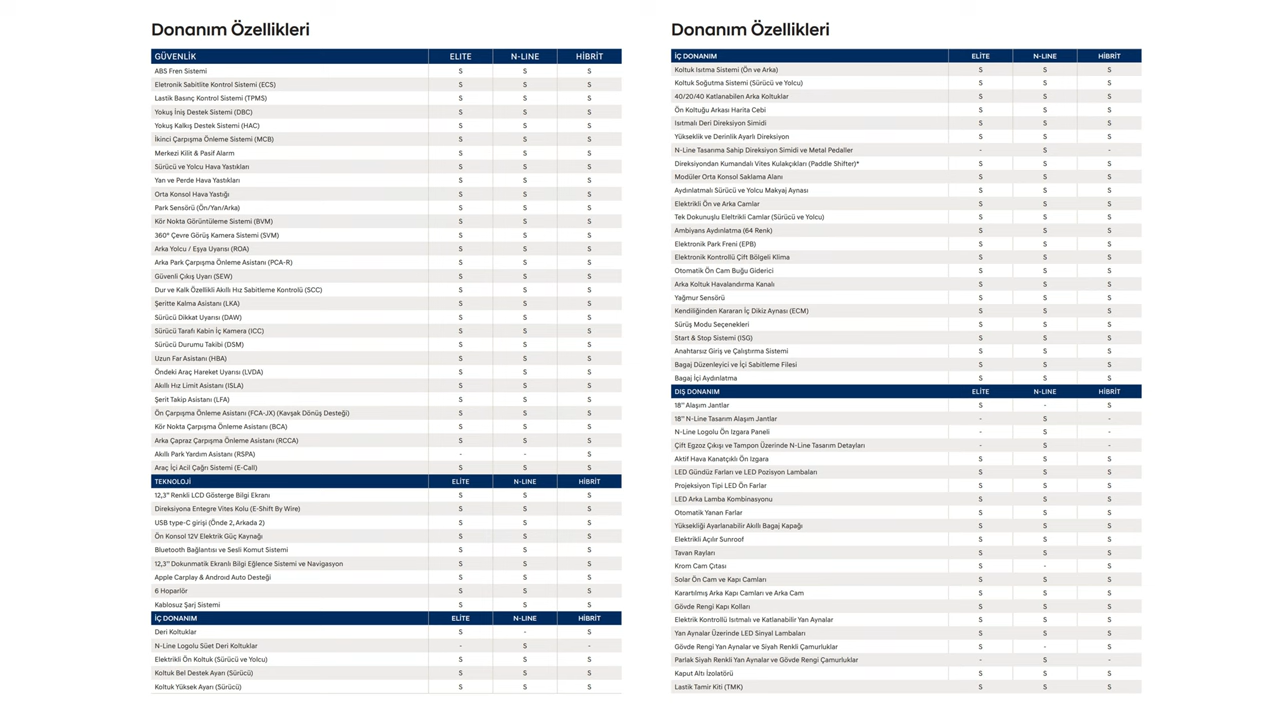 Donanım Özellikleri
GÜVENLİK ELITE N-LINE HİBRİT
ABS Fren Sistemi S S S
Eletronik Sabitlite Kontrol Sistemi (ECS) S S S
Lastik Basınç Kontrol Sistemi (TPMS) S S S
Yokuş İniş Destek Sistemi (DBC) S S S
Yokuş Kalkış Destek Sistemi (HAC) S S S
İkinci Çarpışma Önleme Sistemi (MCB) S S S
Merkezi Kilit & Pasif Alarm S S S
Sürücü ve Yolcu Hava Yastıkları S S S
Yan ve Perde Hava Yastıkları S S S
Orta Konsol Hava Yastığı S S S
Park Sensörü (Ön/Yan/Arka) S S S
Kör Nokta Görüntüleme Sistemi (BVM) S S S
360° Çevre Görüş Kamera Sistemi (SVM) S S S
Arka Yolcu / Eşya Uyarısı (ROA) S S S
Arka Park Çarpışma Önleme Asistanı (PCA-R) S S S
Güvenli Çıkış Uyarı (SEW) S S S
Dur ve Kalk Özellikli Akıllı Hız Sabitleme Kontrolü (SCC) S S S
Şeritte Kalma Asistanı (LKA) S S S
Sürücü Dikkat Uyarısı (DAW) S S S
Sürücü Tarafı Kabin İç Kamera (ICC) S S S
Sürücü Durumu Takibi (DSM) S S S
Uzun Far Asistanı (HBA) S S S
Öndeki Araç Hareket Uyarısı (LVDA) S S S
Akıllı Hız Limit Asistanı (ISLA) S S S
Şerit Takip Asistanı (LFA) S S S
Ön Çarpışma Önleme Asistanı (FCA-JX) (Kavşak Dönüş Desteği) S S S
Kör Nokta Çarpışma Önleme Asistanı (BCA) S S S
Arka Çapraz Çarpışma Önleme Asistanı (RCCA) S S S
Akıllı Park Yardım Asistanı (RSPA) - - S
Araç İçi Acil Çağrı Sistemi (E-Call) S S S
TEKNOLOJİ ELİTE N-LINE HİBRİT
12,3" Renkli LCD Gösterge Bilgi Ekranı S S S
Direksiyona Entegre Vites Kolu (E-Shift By Wire) S S S
USB type-C girişi (Önde 2, Arkada 2) S S S
Ön Konsol 12V Elektrik Güç Kaynağı S S S
Bluetooth Bağlantısı ve Sesli Komut Sistemi S S S
12,3" Dokunmatik Ekranlı Bilgi Eğlence Sistemi ve Navigasyon S S S
Apple Carplay & Android Auto Desteği S S S
6 Hoparlör S S S
Kablosuz Şarj Sistemi S S S
İÇ DONANIM ELİTE N-LINE HİBRİT
Deri Koltuklar S - S
N-Line Logolu Süet Deri Koltuklar - S -
Elektrikli Ön Koltuk (Sürücü ve Yolcu) S S S
Koltuk Bel Destek Ayarı (Sürücü) S S S
Koltuk Yüksek Ayarı (Sürücü) S S S
Donanım Özellikleri
İÇ DONANIM ELİTE N-LINE HİBRİT
Koltuk Isıtma Sistemi (Ön ve Arka) S S S
Koltuk Soğutma Sistemi (Sürücü ve Yolcu) S S S
40/20/40 Katlanabilen Arka Koltuklar S S S
Ön Koltuğu Arkası Harita Cebi S S S
Isıtmalı Deri Direksiyon Simidi S S S
Yükseklik ve Derinlik Ayarlı Direksiyon S S S
N-Line Tasarıma Sahip Direksiyon Simidi ve Metal Pedaller - S -
Direksiyondan Kumandalı Vites Kulakçıkları (Paddle Shifter)* S S S
Modüler Orta Konsol Saklama Alanı S S S
Aydınlatmalı Sürücü ve Yolcu Makyaj Aynası S S S
Elektrikli Ön ve Arka Camlar S S S
Tek Dokunuşlu Eleltrikli Camlar (Sürücü ve Yolcu) S S S
Ambiyans Aydınlatma (64 Renk) S S S
Elektronik Park Freni (EPB) S S S
Elektronik Kontrollü Çift Bölgeli Klima S S S
Otomatik Ön Cam Buğu Giderici S S S
Arka Koltuk Havalandırma Kanalı S S S
Yağmur Sensörü S S S
Kendiliğinden Kararan İç Dikiz Aynası (ECM) S S S
Sürüş Modu Seçenekleri S S S
Start & Stop Sistemi (ISG) S S S
Anahtarsız Giriş ve Çalıştırma Sistemi S S S
Bagaj Düzenleyici ve İçi Sabitleme Filesi S S S
Bagaj İçi Aydınlatma S S S
DIŞ DONANIM ELİTE N-LINE HİBRİT
18" Alaşım Jantlar S - S
18" N-Line Tasarım Alaşım Jantlar - S -
N-Line Logolu Ön Izgara Paneli - S -
Çift Egzoz Çıkışı ve Tampon Üzerinde N-Line Tasarım Detayları - S -
Aktif Hava Kanatçıklı Ön Izgara S S S
LED Gündüz Farları ve LED Pozisyon Lambaları S S S
Projeksiyon Tipi LED Ön Farlar S S S
LED Arka Lamba Kombinasyonu S S S
Otomatik Yanan Farlar S S S
Yüksekliği Ayarlanabilir Akıllı Bagaj Kapağı S S S
Elektrikli Açılır Sunroof S S S
Tavan Rayları S S S
Krom Cam Çıtası S - S
Solar Ön Cam ve Kapı Camları S S S
Karartılmış Arka Kapı Camları ve Arka Cam S S S
Gövde Rengi Kapı Kolları S S S
Elektrik Kontrollü Isıtmalı ve Katlanabilir Yan Aynalar S S S
Yan Aynalar Üzerinde LED Sinyal Lambaları S S S
Gövde Rengi Yan Aynalar ve Siyah Renkli Çamurluklar S - S
Parlak Siyah Renkli Yan Aynalar ve Gövde Rengi Çamurluklar - S -
Kaput Altı İzolatörü S S S
Lastik Tamir Kiti (TMK) S S S